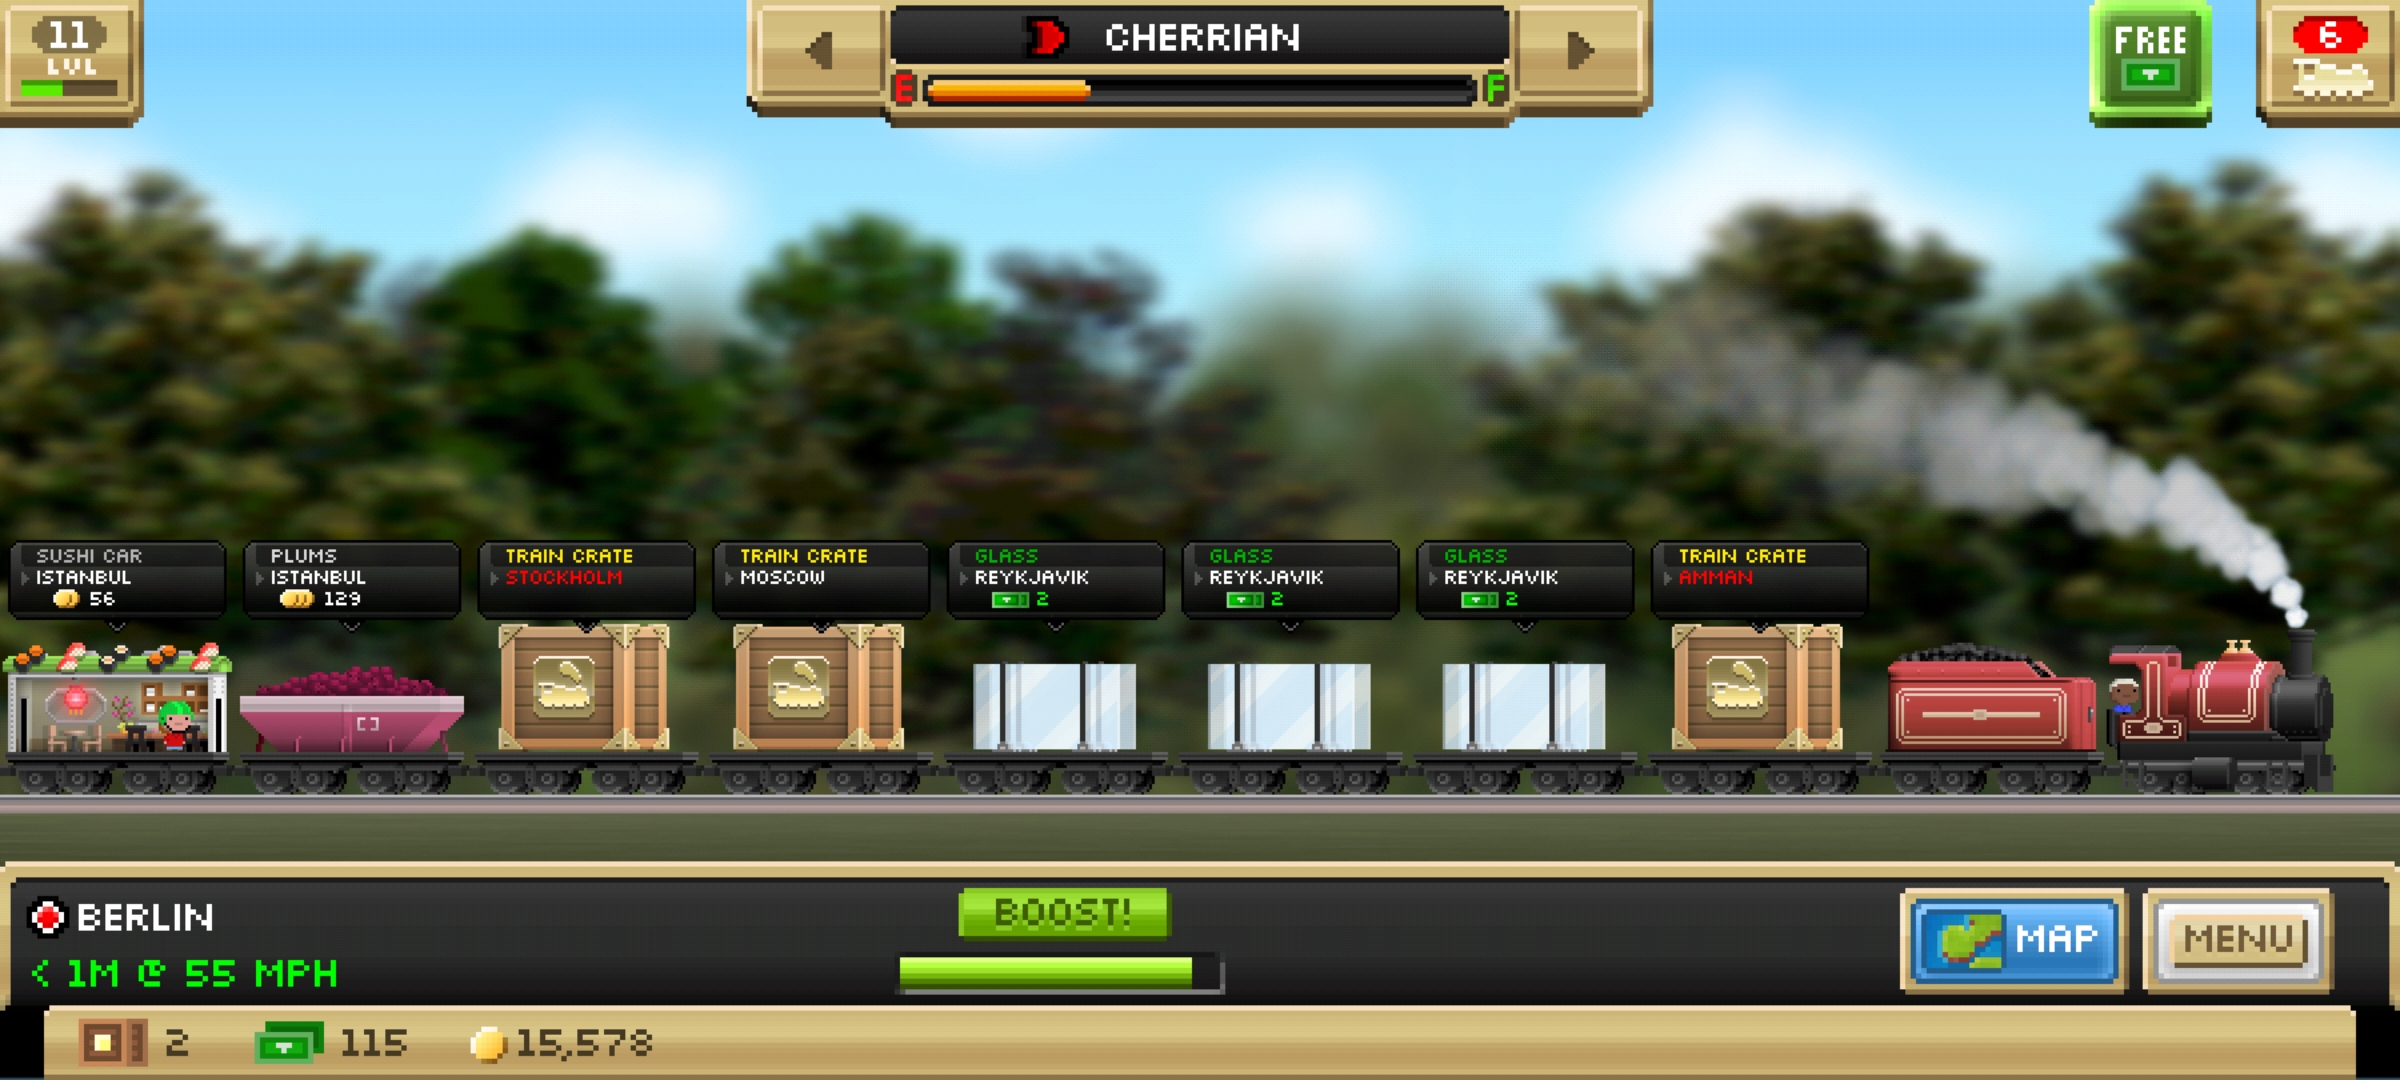 11
LVL
CHERRIAN
E F
FREE
6
SUSHI CAR
ISTANBUL
56
PLUMS
ISTANBUL
129
TRAIN CRATE
STOCKHOLM
TRAIN CRATE
MOSCOW
GLASS
REYKJAVIK
2
GLASS
REYKJAVIK
2
GLASS
REYKJAVIK
2
TRAIN CRATE
AMMAN
BERLIN
< 1M @ 55 MPH
BOOST!
MAP
MENU
2 115 15,578